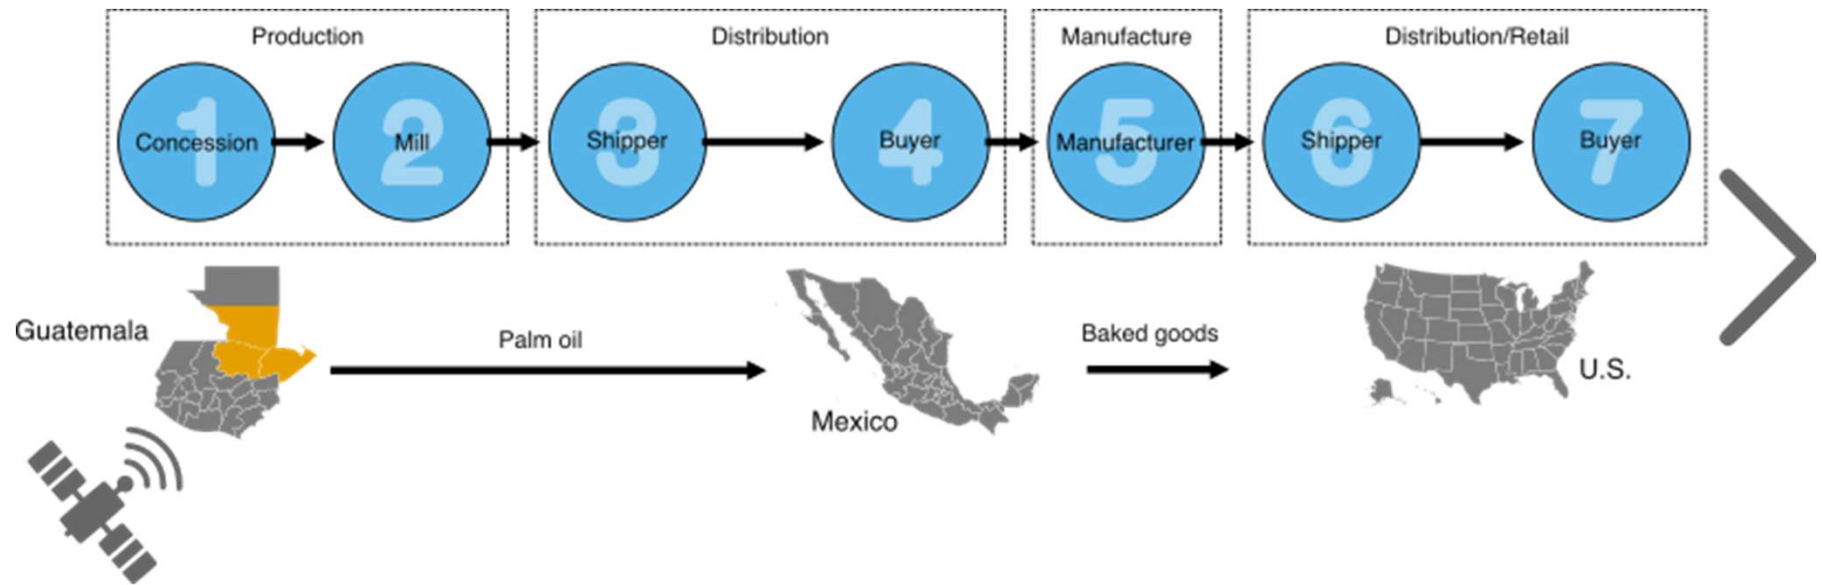 Production
Distribution
Manufacture
Distribution/Retail
1
Concession
2
Mill
3
Shipper
4
Buyer
5
Manufacturer
6
Shipper
7
Buyer
Guatemala
Palm oil
Mexico
Baked goods
U.S.